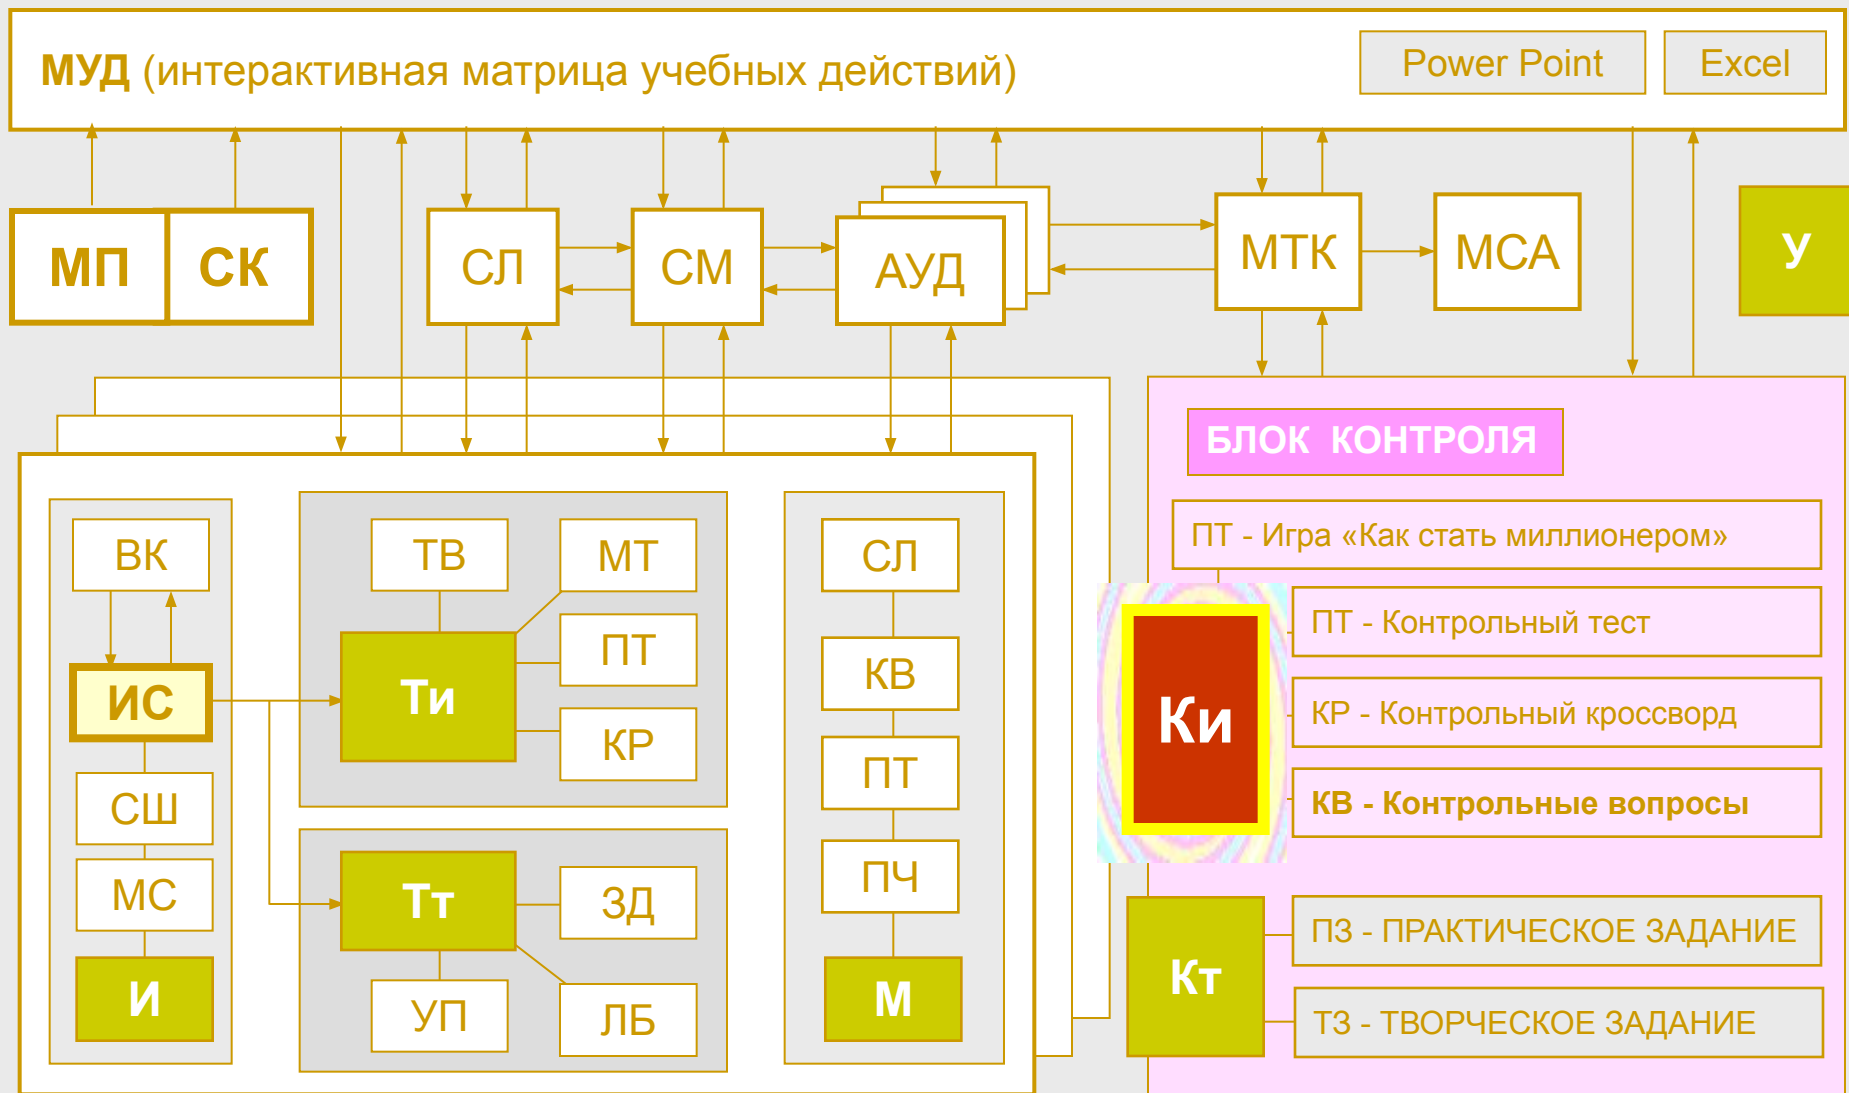 МУД (интерактивная матрица учебных действий)
Power Point
Excel
МП
СК
СЛ
СМ
АУД
МТК
МСА
У
ВК
ИС
СШ
МС
И
ТВ
МТ
ПТ
КР
Ти
Тт
ЗД
УП
ЛБ
СЛ
КВ
ПТ
ПЧ
М
БЛОК КОНТРОЛЯ
ПТ - Игра «Как стать миллионером»
Ки
ПТ - Контрольный тест
КР - Контрольный кроссворд
КВ - Контрольные вопросы
Кт
ПЗ - ПРАКТИЧЕСКОЕ ЗАДАНИЕ
ТЗ - ТВОРЧЕСКОЕ ЗАДАНИЕ